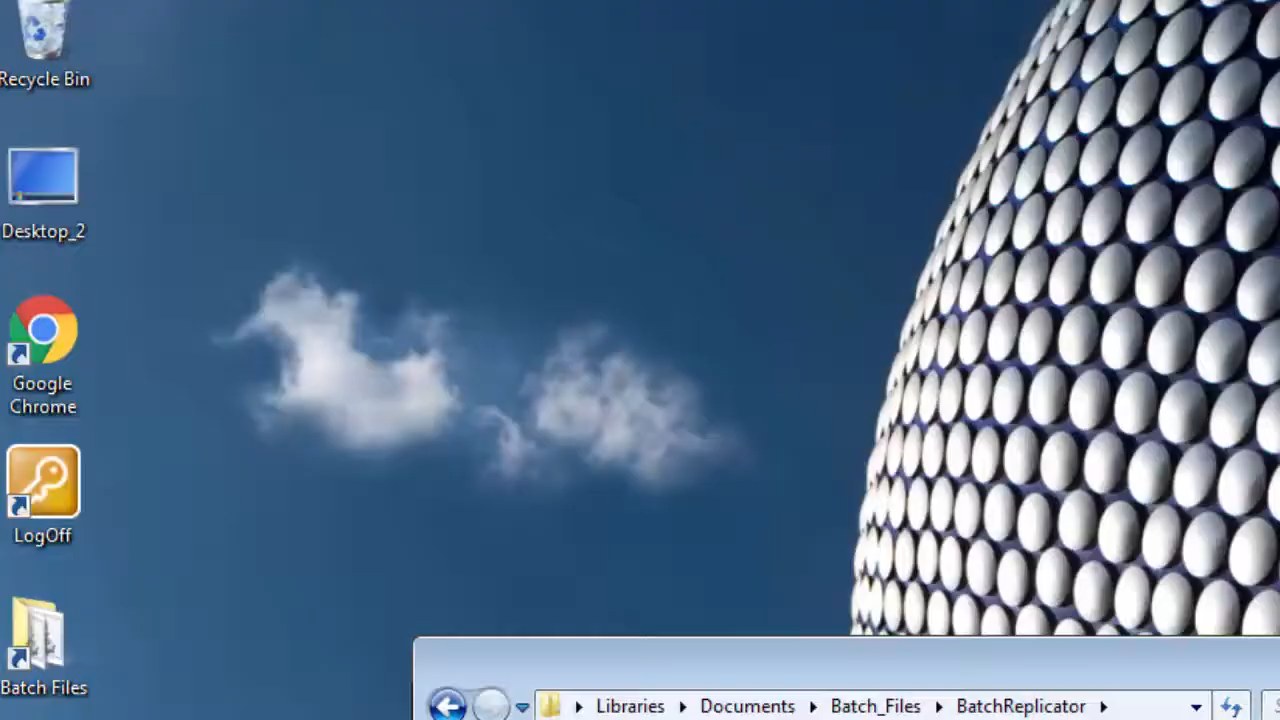 Recycle Bin
Desktop_2
Google
Chrome
LogOff
Batch Files
Libraries Documents Batch_Files BatchReplicator